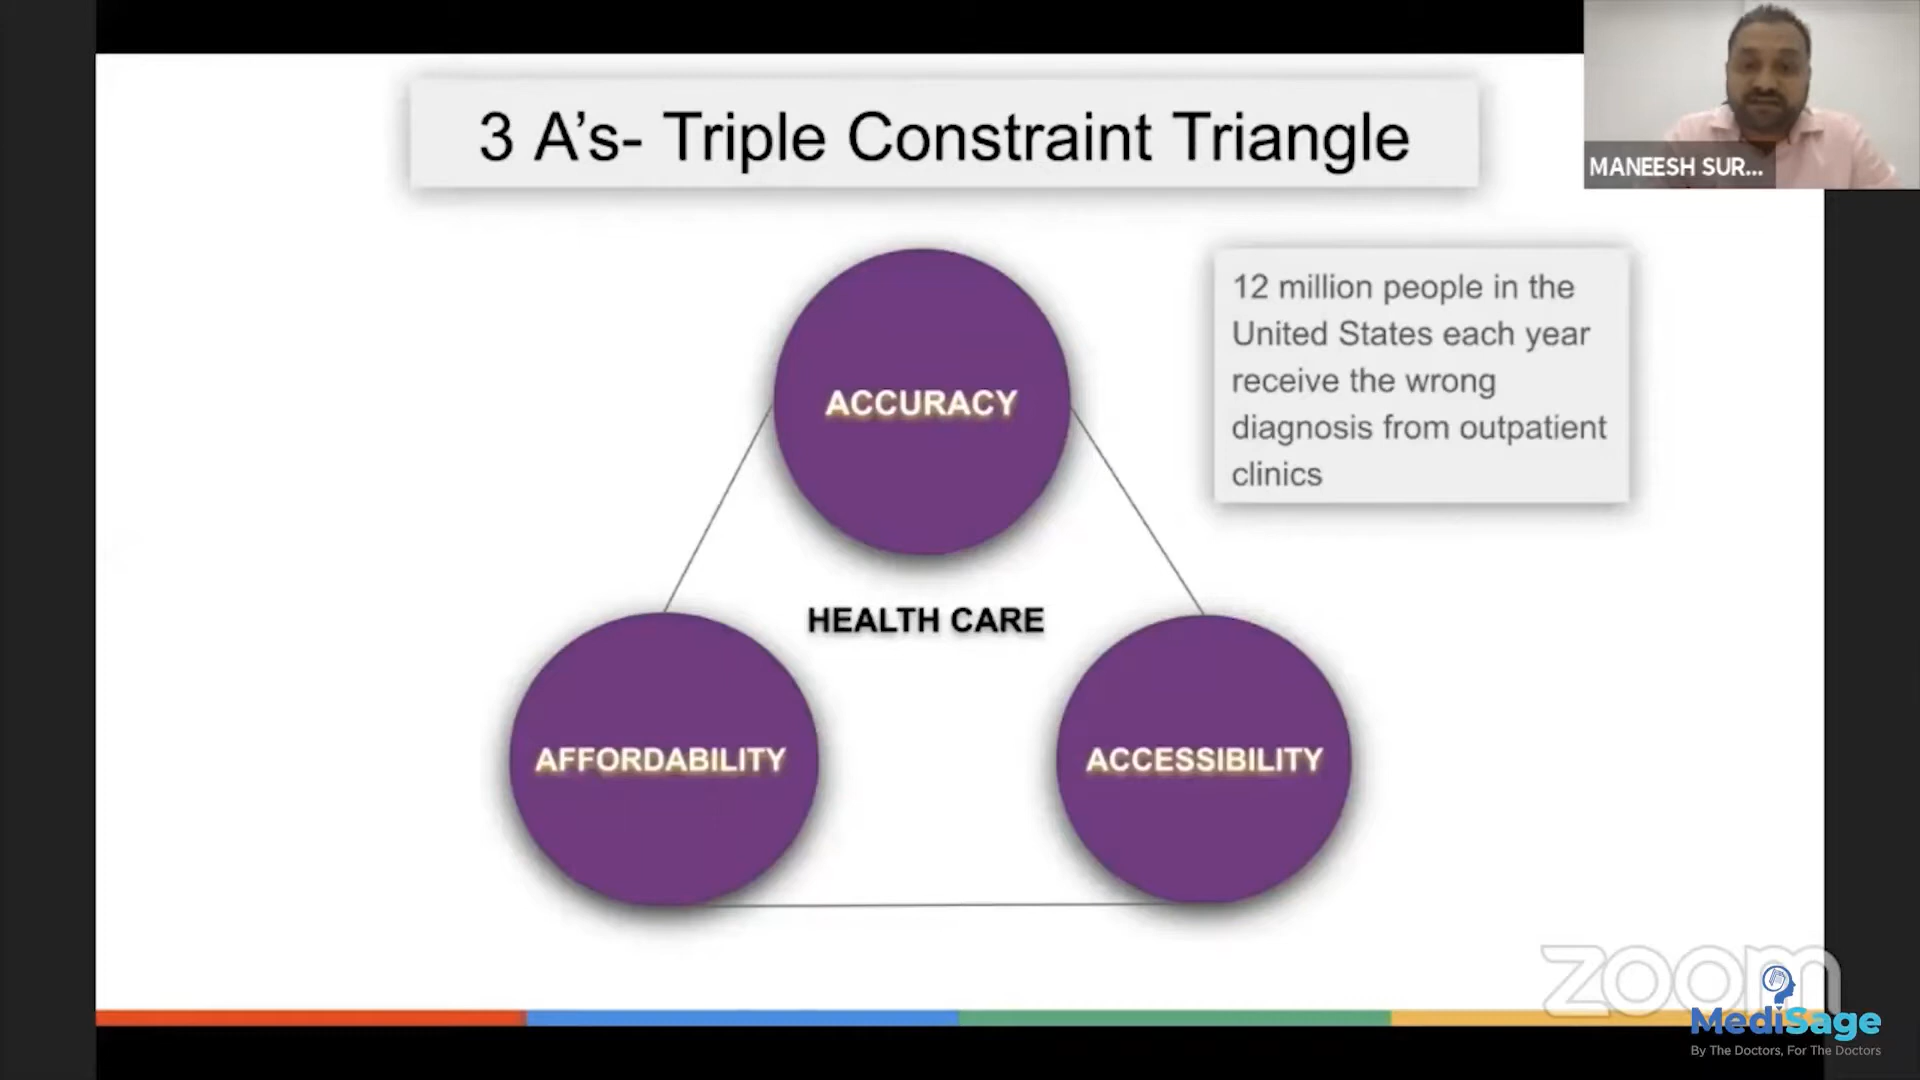 3 A's- Triple Constraint Triangle
MANEESH SUR...
12 million people in the
United States each year
receive the wrong
diagnosis from outpatient
clinics
ACCURACY
HEALTH CARE
AFFORDABILITY
ACCESSIBILITY
zoom
MediSage
By The Doctors, For The Doctors